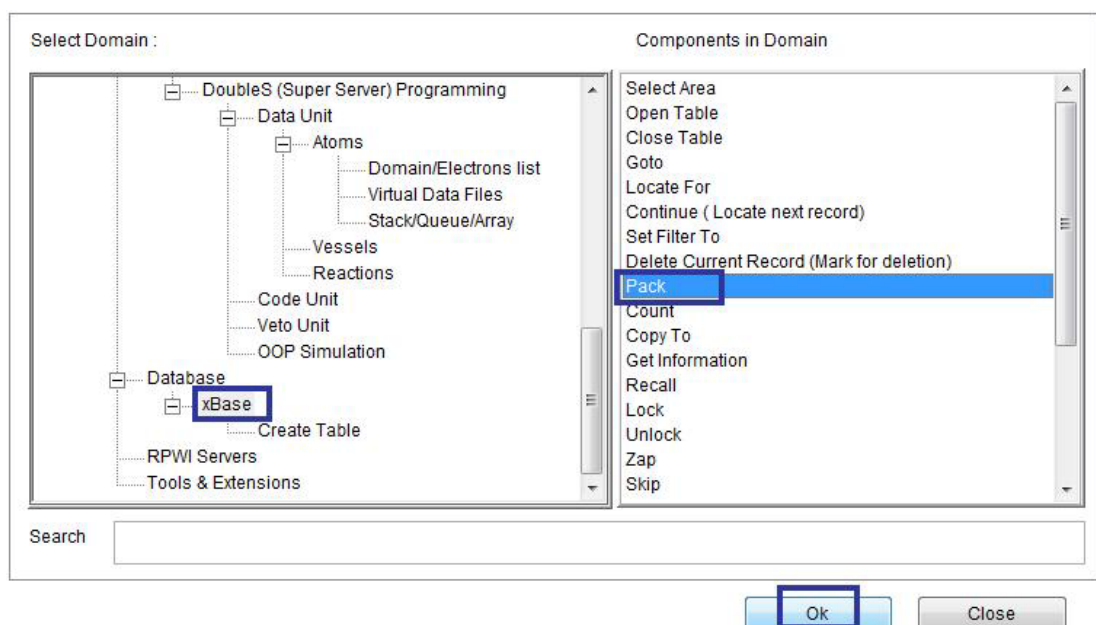 Select Domain :
Components in Domain
DoubleS (Super Server) Programming
Data Unit
Atoms
Domain/Electrons list
Virtual Data Files
Stack/Queue/Array
Vessels
Reactions
Code Unit
Veto Unit
OOP Simulation
Database
xBase
Create Table
RPWI Servers
Tools & Extensions
Select Area
Open Table
Close Table
Goto
Locate For
Continue ( Locate next record)
Set Filter To
Delete Current Record (Mark for deletion)
Pack
Count
Copy To
Get Information
Recall
Lock
Unlock
Zap
Skip
Search
Ok
Close